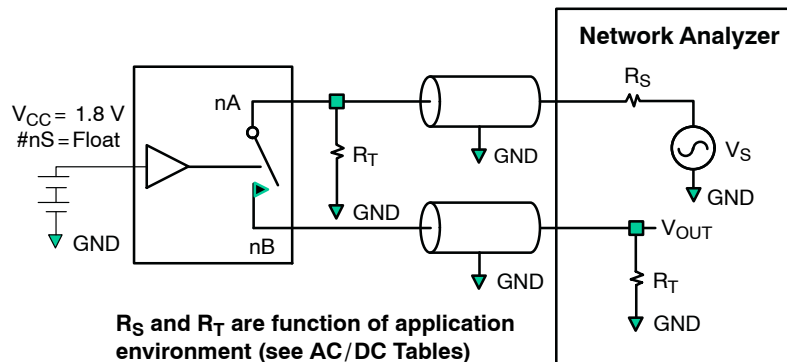 Network Analyzer
R_S
nA
V_CC = 1.8 V
#nS = Float
R_T
GND
V_S
GND
GND
GND
nB
V_OUT
GND
R_T
GND
R_S and R_T are function of application
environment (see AC/DC Tables)